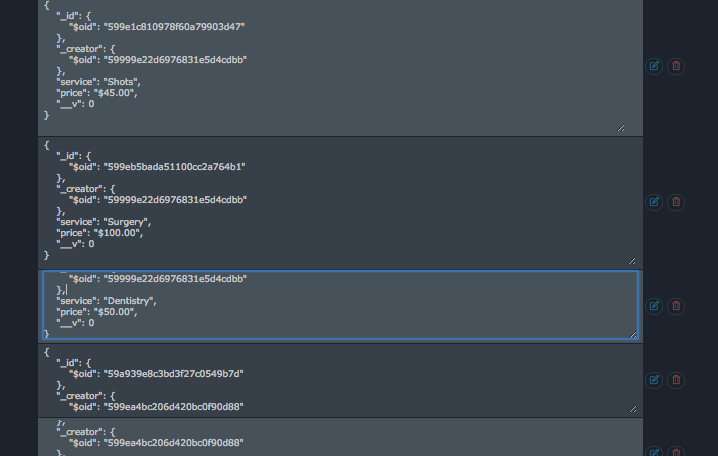 {
"_id": {
"$oid": "599e1c810978f60a79903d47"
},
"_creator": {
"$oid": "59999e22d6976831e5d4cdbb"
},
"service": "Shots",
"price": "$45.00",
"__v": 0
}
{
"_id": {
"$oid": "599eb5bada51100cc2a764b1"
},
"_creator": {
"$oid": "59999e22d6976831e5d4cdbb"
},
"service": "Surgery",
"price": "$100.00",
"__v": 0
}
"$oid": "59999e22d6976831e5d4cdbb"
},
"service": "Dentistry",
"price": "$50.00",
"__v": 0
}
{
"_id": {
"$oid": "59a939e8c3bd3f27c0549b7d"
},
"_creator": {
"$oid": "599ea4bc206d420bc0f90d88"
},
"_creator": {
"$oid": "599ea4bc206d420bc0f90d88"
},